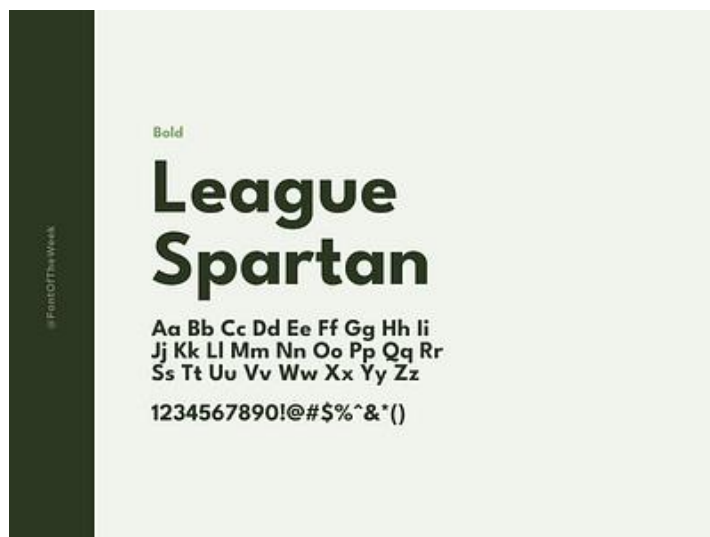 @FontOfTheWeek
Bold
League
Spartan
Aa Bb Cc Dd Ee Ff Gg Hh Ii
Jj Kk Ll Mm Nn Oo Pp Qq Rr
Ss Tt Uu Vv Ww Xx Yy Zz
1234567890!@#$%^&*()